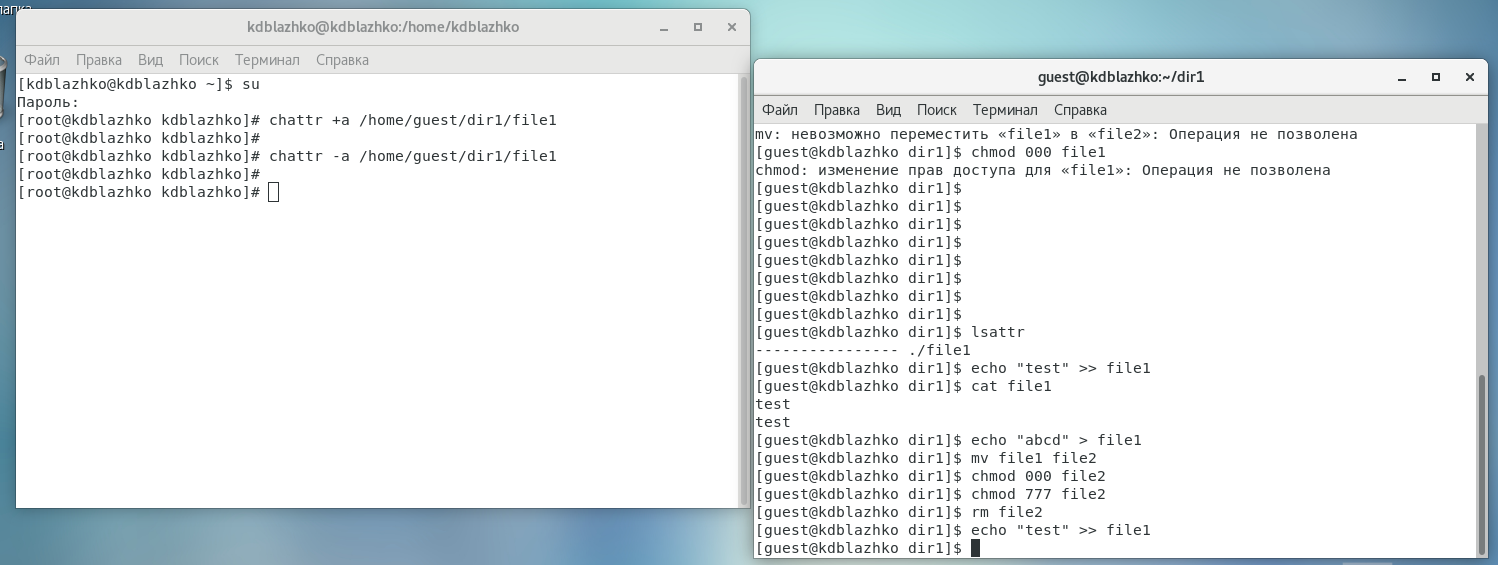 папка
kdblazhko@kdblazhko:/home/kdblazhko
Файл Правка Вид Поиск Терминал Справка
[kdblazhko@kdblazhko ~]$ su
Пароль:
[root@kdblazhko kdblazhko]# chattr +a /home/guest/dir1/file1
[root@kdblazhko kdblazhko]#
[root@kdblazhko kdblazhko]# chattr -a /home/guest/dir1/file1
[root@kdblazhko kdblazhko]#
[root@kdblazhko kdblazhko]#
guest@kdblazhko:~/dir1
Файл Правка Вид Поиск Терминал Справка
mv: невозможно переместить «file1» в «file2»: Операция не позволена
[guest@kdblazhko dir1]$ chmod 000 file1
chmod: изменение прав доступа для «file1»: Операция не позволена
[guest@kdblazhko dir1]$
[guest@kdblazhko dir1]$
[guest@kdblazhko dir1]$
[guest@kdblazhko dir1]$
[guest@kdblazhko dir1]$
[guest@kdblazhko dir1]$
[guest@kdblazhko dir1]$
[guest@kdblazhko dir1]$
[guest@kdblazhko dir1]$ lsattr
---------------- ./file1
[guest@kdblazhko dir1]$ echo "test" >> file1
[guest@kdblazhko dir1]$ cat file1
test
test
[guest@kdblazhko dir1]$ echo "abcd" > file1
[guest@kdblazhko dir1]$ mv file1 file2
[guest@kdblazhko dir1]$ chmod 000 file2
[guest@kdblazhko dir1]$ chmod 777 file2
[guest@kdblazhko dir1]$ rm file2
[guest@kdblazhko dir1]$ echo "test" >> file1
[guest@kdblazhko dir1]$